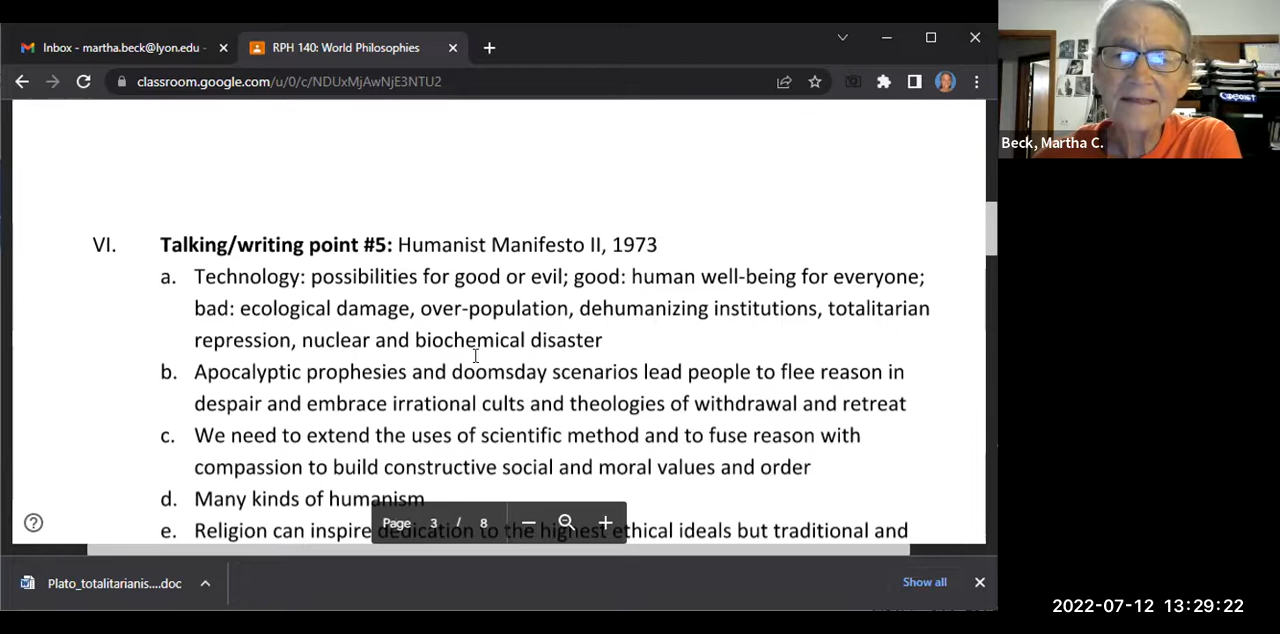 Inbox - martha.beck@lyon.edu -
RPH 140: World Philosophies
classroom.google.com/u/0/c/NDUxMjAwNjE3NTU2
Beck, Martha C.
VI. Talking/writing point #5: Humanist Manifesto II, 1973
a. Technology: possibilities for good or evil; good: human well-being for everyone;
bad: ecological damage, over-population, dehumanizing institutions, totalitarian
repression, nuclear and biochemical disaster
b. Apocalyptic prophesies and doomsday scenarios lead people to flee reason in
despair and embrace irrational cults and theologies of withdrawal and retreat
c. We need to extend the uses of scientific method and to fuse reason with
compassion to build constructive social and moral values and order
d. Many kinds of humanism
Page 3 / 8
e. Religion can inspire dedication to the highest ethical ideals but traditional and
Plato_totalitarianis....doc
Show all
2022-07-12 13:29:22